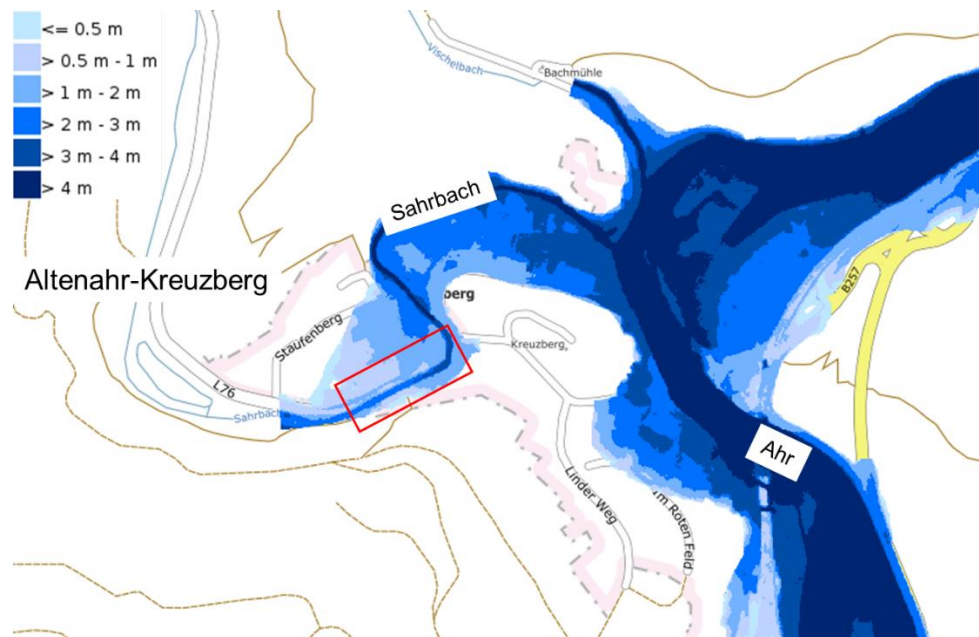 <= 0.5 m
> 0.5 m - 1 m
> 1 m - 2 m
> 2 m - 3 m
> 3 m - 4 m
> 4 m
Vischelbach
Bachmühle
Sahrbach
Altenahr-Kreuzberg
B257
berg
Staufenberg
Kreuzberg
L76
Sahrbach
Ahr
Linder Weg
m Roten Feld